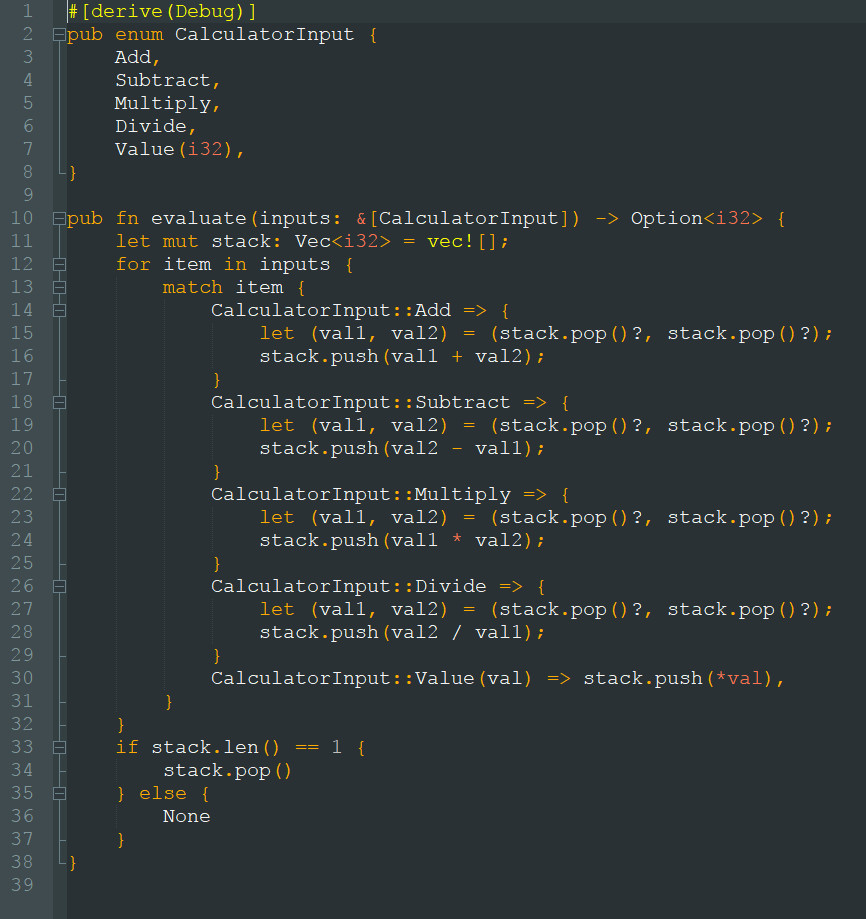 1 #[derive(Debug)]
2 pub enum CalculatorInput {
3     Add,
4     Subtract,
5     Multiply,
6     Divide,
7     Value(i32),
8 }
9
10 pub fn evaluate(inputs: &[CalculatorInput]) -> Option<i32> {
11     let mut stack: Vec<i32> = vec![];
12     for item in inputs {
13         match item {
14             CalculatorInput::Add => {
15                 let (val1, val2) = (stack.pop()?, stack.pop()?);
16                 stack.push(val1 + val2);
17             }
18             CalculatorInput::Subtract => {
19                 let (val1, val2) = (stack.pop()?, stack.pop()?);
20                 stack.push(val2 - val1);
21             }
22             CalculatorInput::Multiply => {
23                 let (val1, val2) = (stack.pop()?, stack.pop()?);
24                 stack.push(val1 * val2);
25             }
26             CalculatorInput::Divide => {
27                 let (val1, val2) = (stack.pop()?, stack.pop()?);
28                 stack.push(val2 / val1);
29             }
30             CalculatorInput::Value(val) => stack.push(*val),
31         }
32     }
33     if stack.len() == 1 {
34         stack.pop()
35     } else {
36         None
37     }
38 }
39